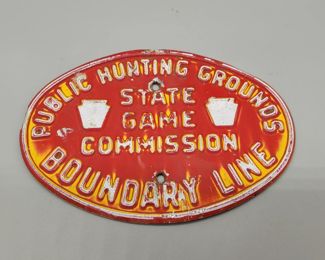 PUBLIC HUNTING GROUNDS
STATE
GAME
COMMISSION
BOUNDARY LINE